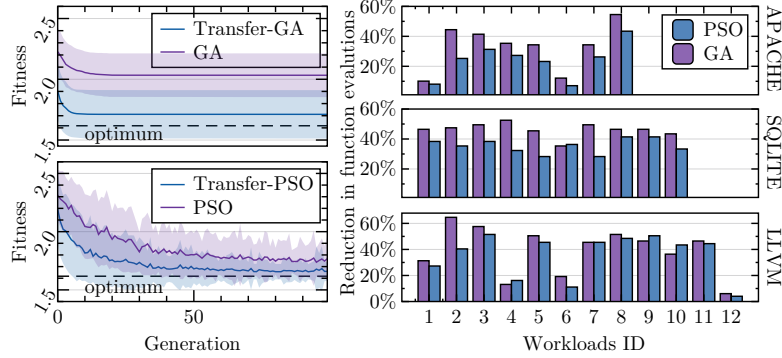 2.5
2.0
1.5
Fitness
Transfer-GA
GA
optimum
2.5
2.0
1.5
Fitness
Transfer-PSO
PSO
optimum
0
50
Generation
Reduction in function evalutions
60%
40%
20%
PSO
GA
APACHE
60%
40%
20%
SQLITE
60%
40%
20%
0%
LLVM
1 2 3 4 5 6 7 8 9 10 11 12
Workloads ID